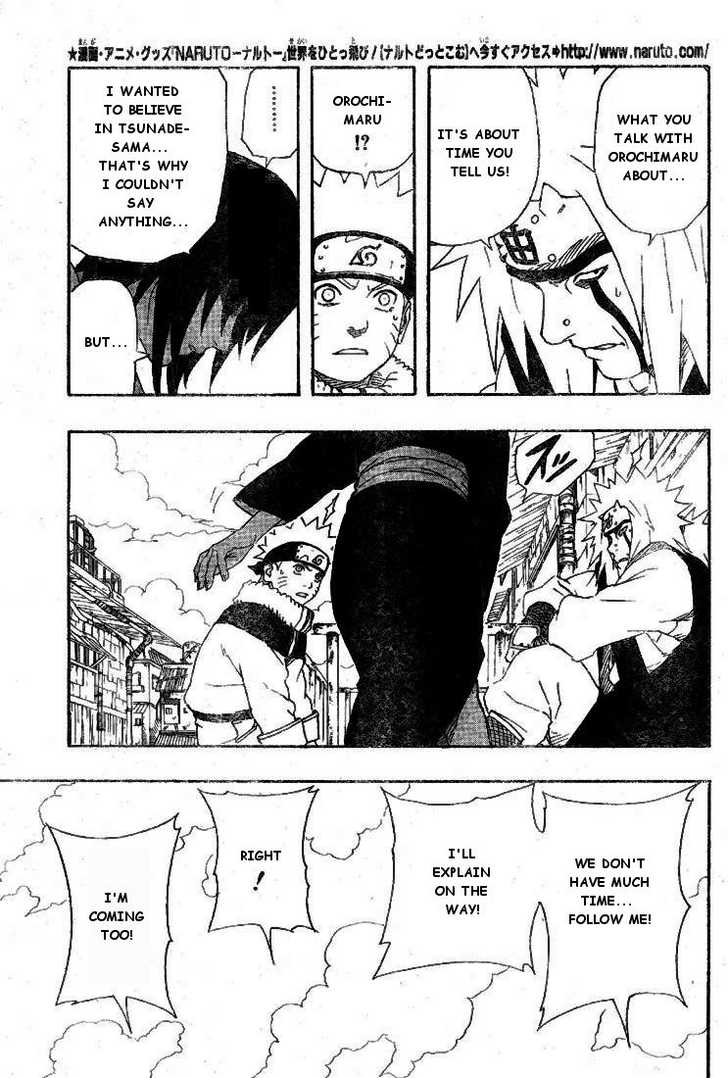 ★漫画・アニメ・グッズ『NARUTO－ナルト－』世界をひとっ飛び！［ナルトどっとこむ］へ今すぐアクセス➡http://www.naruto.com/
WHAT YOU
TALK WITH
OROCHIMARU
ABOUT...
IT'S ABOUT
TIME YOU
TELL US!
OROCHI-
MARU
!?
.........
I WANTED
TO BELIEVE
IN TSUNADE-
SAMA...
THAT'S WHY
I COULDN'T
SAY
ANYTHING...
BUT...
ズッ
WE DON'T
HAVE MUCH
TIME...
FOLLOW ME!
I'LL
EXPLAIN
ON THE
WAY!
RIGHT
!
I'M
COMING
TOO!